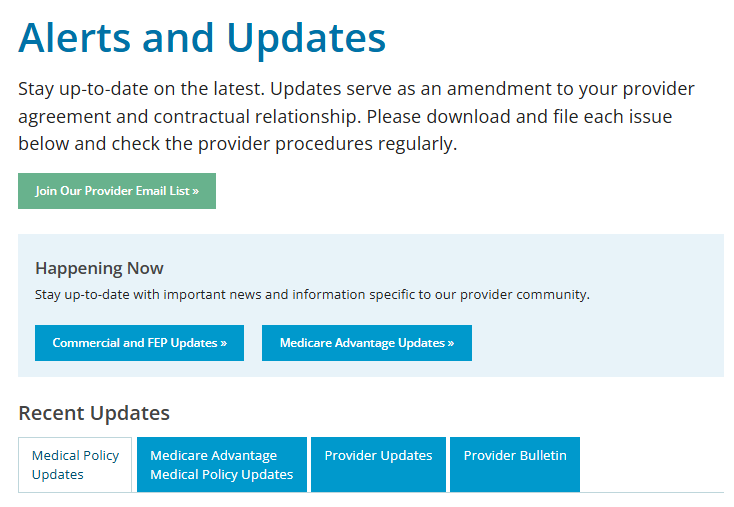 Alerts and Updates
Stay up-to-date on the latest. Updates serve as an amendment to your provider
agreement and contractual relationship. Please download and file each issue
below and check the provider procedures regularly.
Join Our Provider Email List »
Happening Now
Stay up-to-date with important news and information specific to our provider community.
Commercial and FEP Updates »
Medicare Advantage Updates »
Recent Updates
Medical Policy
Updates
Medicare Advantage
Medical Policy Updates
Provider Updates
Provider Bulletin